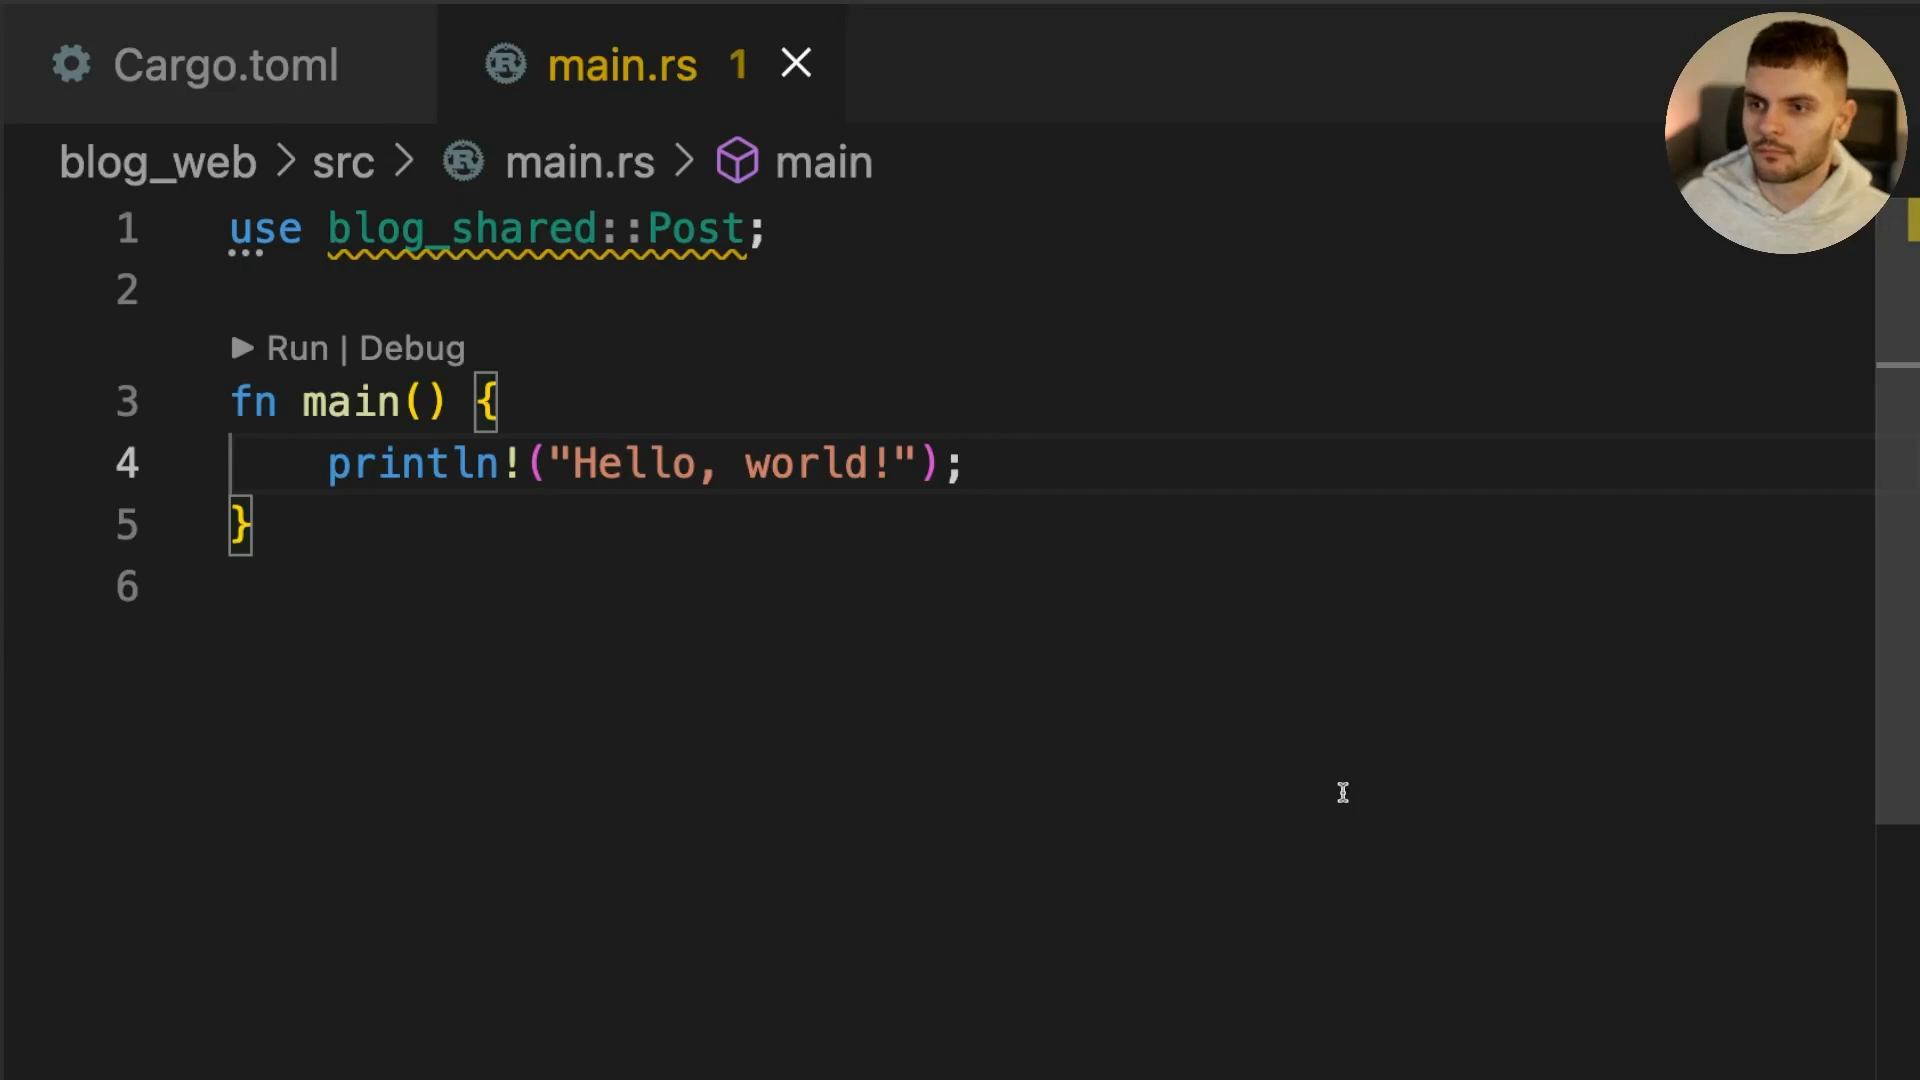 Cargo.toml
main.rs 1
blog_web > src > main.rs > main
1 use blog_shared::Post;
2
Run | Debug
3 fn main() {
4 println!("Hello, world!");
5 }
6